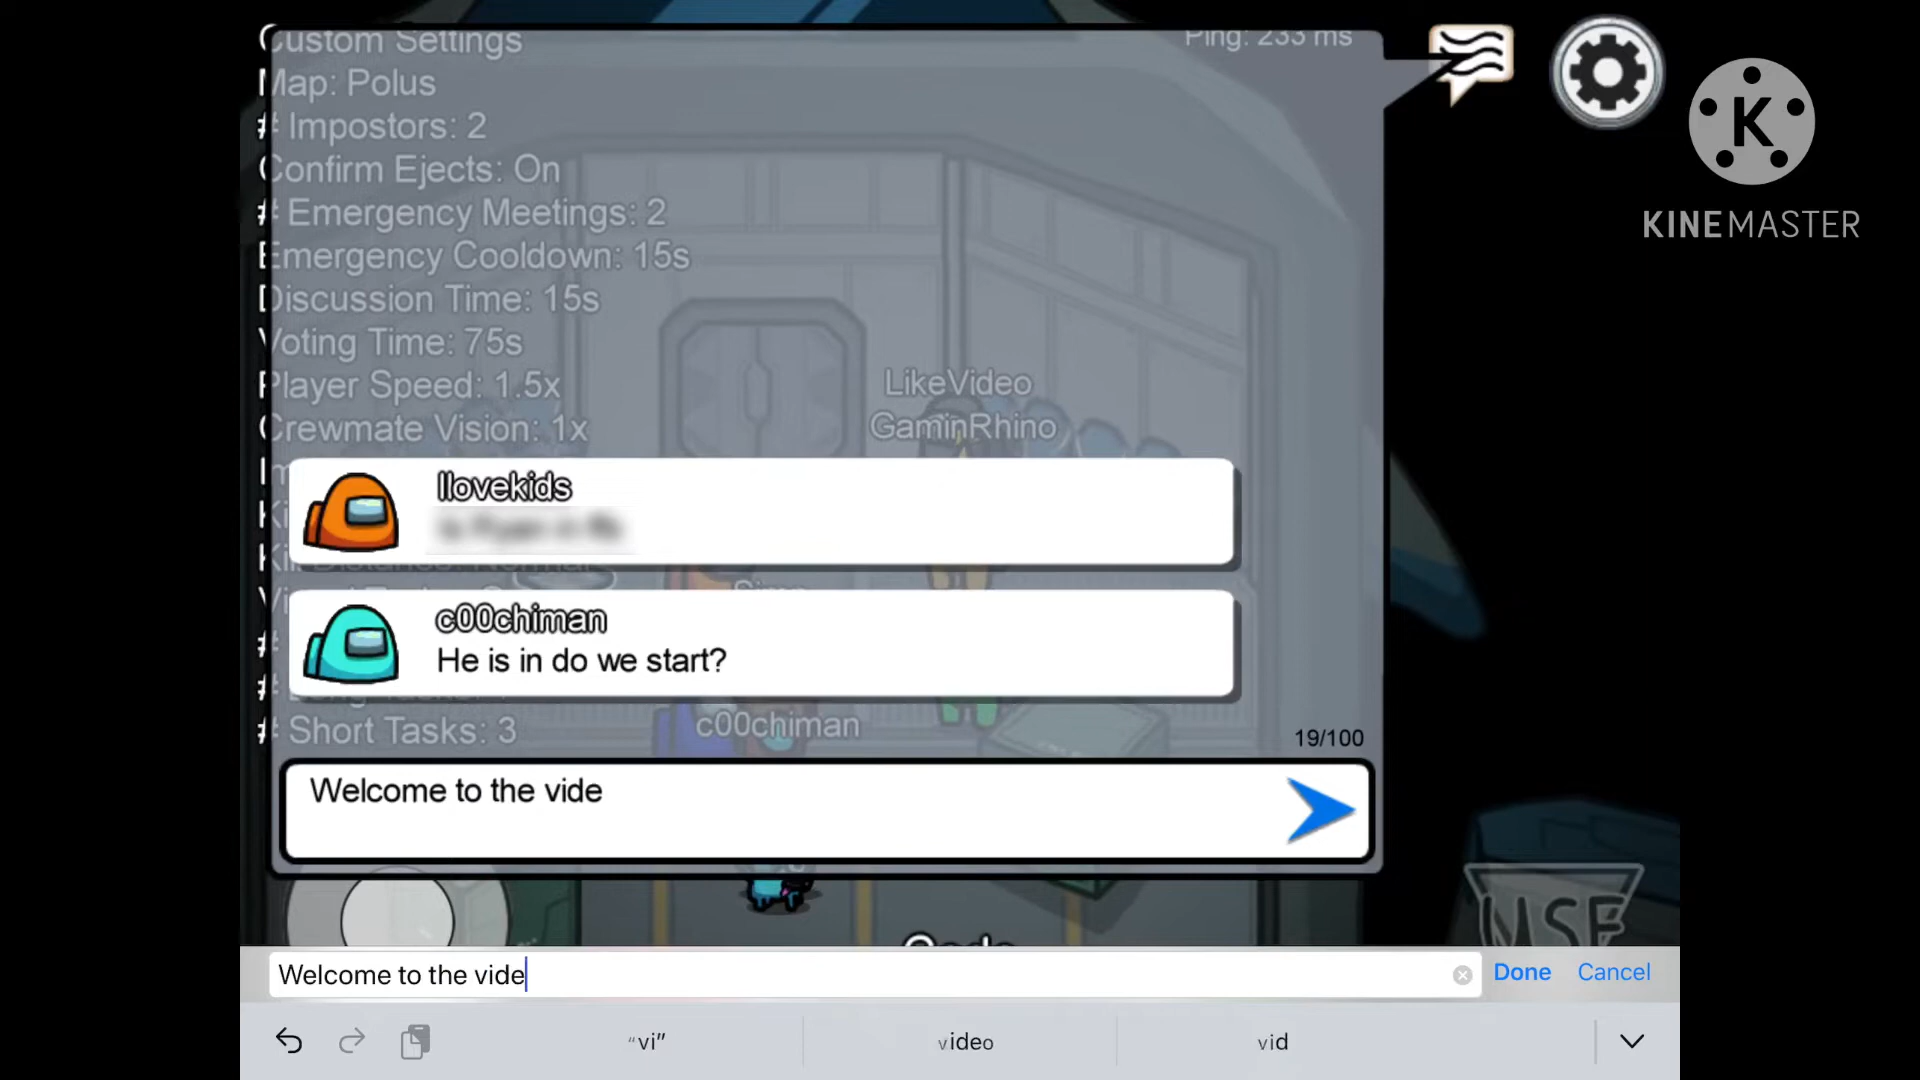 Custom Settings
Ping: 233 ms
Map: Polus
# Impostors: 2
Confirm Ejects: On
# Emergency Meetings: 2
Emergency Cooldown: 15s
Discussion Time: 15s
Voting Time: 75s
Player Speed: 1.5x
Crewmate Vision: 1x
LikeVideo
GaminRhino
Ilovekids
c00chiman
He is in do we start?
# Short Tasks: 3
c00chiman
19/100
Welcome to the vide
Welcome to the vide
Done
Cancel
“vi”
video
vid
K
KINEMASTER